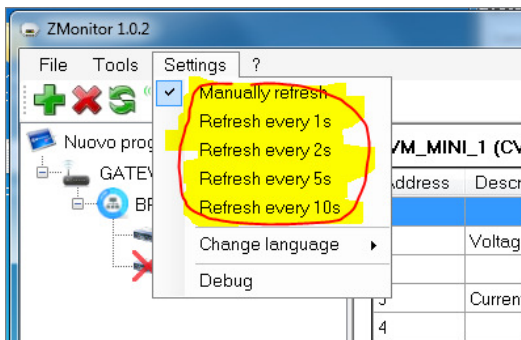 ZMonitor 1.0.2
File Tools Settings ?
Manually refresh
Refresh every 1s
Refresh every 2s
Refresh every 5s
Refresh every 10s
Change language
Debug
Nuovo prog
GATEV
BR
VM_MINI_1 (CV
Address Descr
Voltag
3 Current
4